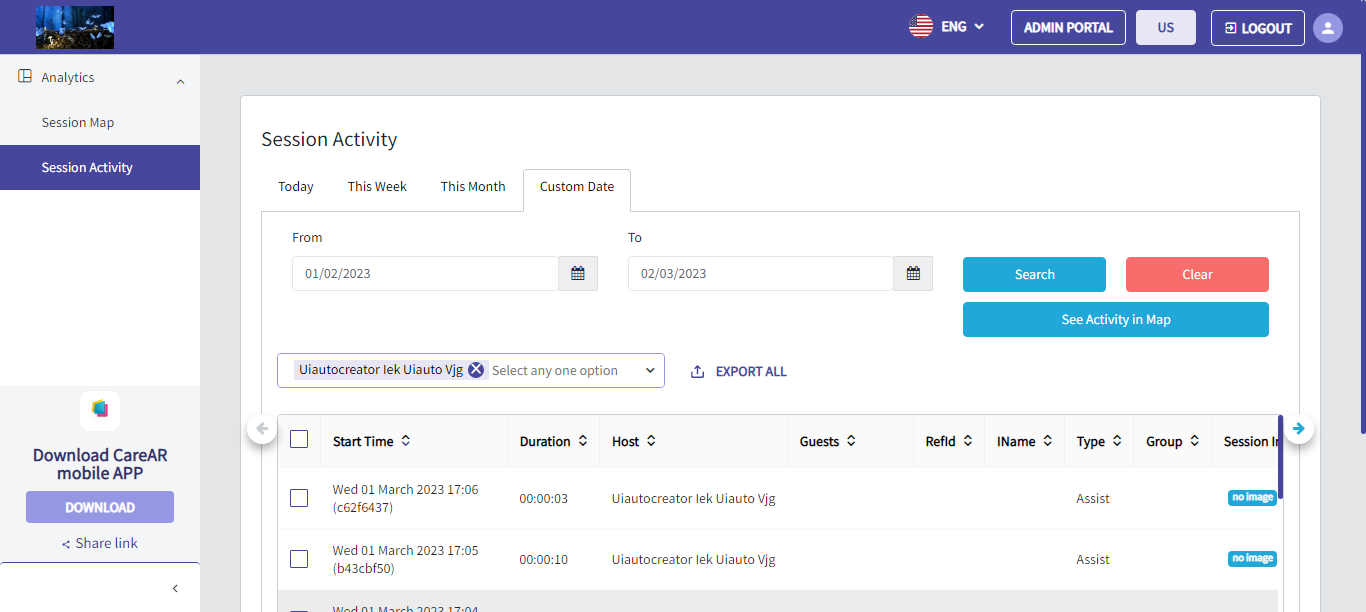 ENG
ADMIN PORTAL
US
LOGOUT
Analytics
Session Map
Session Activity
Download CareAR
mobile APP
DOWNLOAD
Share link
Session Activity
Today
This Week
This Month
Custom Date
From
To
01/02/2023
02/03/2023
Search
Clear
See Activity in Map
Uiautocreator Iek Uiauto Vjg
Select any one option
EXPORT ALL
Start Time
Duration
Host
Guests
RefId
IName
Type
Group
Session I
Wed 01 March 2023 17:06
(c62f6437)
00:00:03
Uiautocreator Iek Uiauto Vjg
Assist
no image
Wed 01 March 2023 17:05
(b43cbf50)
00:00:10
Uiautocreator Iek Uiauto Vjg
Assist
no image
Wed 01 March 2023 17:04